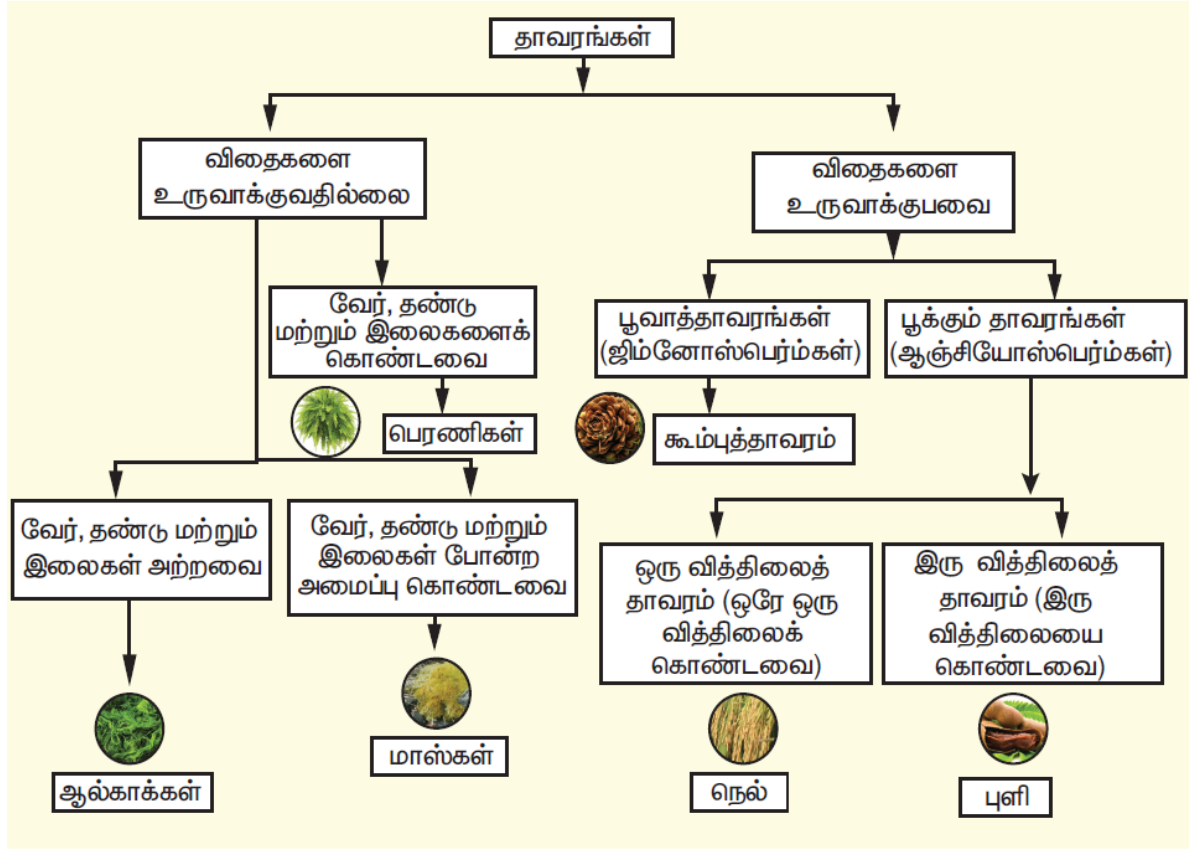 தாவரங்கள்
விதைகளை
உருவாக்குவதில்லை
விதைகளை
உருவாக்குபவை
வேர், தண்டு
மற்றும் இலைகளைக்
கொண்டவை
பூவாத்தாவரங்கள்
(ஜிம்னோஸ்பெர்ம்கள்)
பூக்கும் தாவரங்கள்
(ஆஞ்சியோஸ்பெர்ம்கள்)
பெரணிகள்
கூம்புத்தாவரம்
வேர், தண்டு மற்றும்
இலைகள் அற்றவை
வேர், தண்டு மற்றும்
இலைகள் போன்ற
அமைப்பு கொண்டவை
ஒரு வித்திலைத்
தாவரம் (ஒரே ஒரு
வித்திலைக்
கொண்டவை)
இரு வித்திலைத்
தாவரம் (இரு
வித்திலையை
கொண்டவை)
ஆல்காக்கள்
மாஸ்கள்
நெல்
புளி